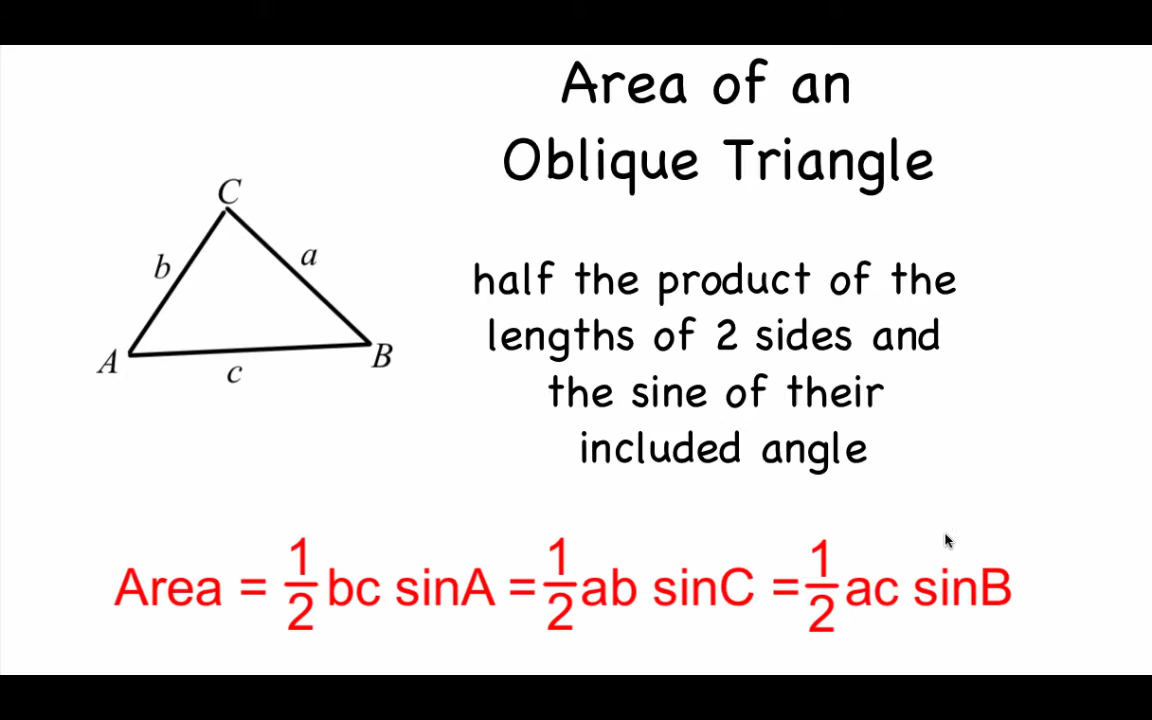 Area of an
Oblique Triangle
C
b
a
A
B
c
half the product of the
lengths of 2 sides and
the sine of their
included angle
Area = 1/2 bc sinA = 1/2 ab sinC = 1/2 ac sinB